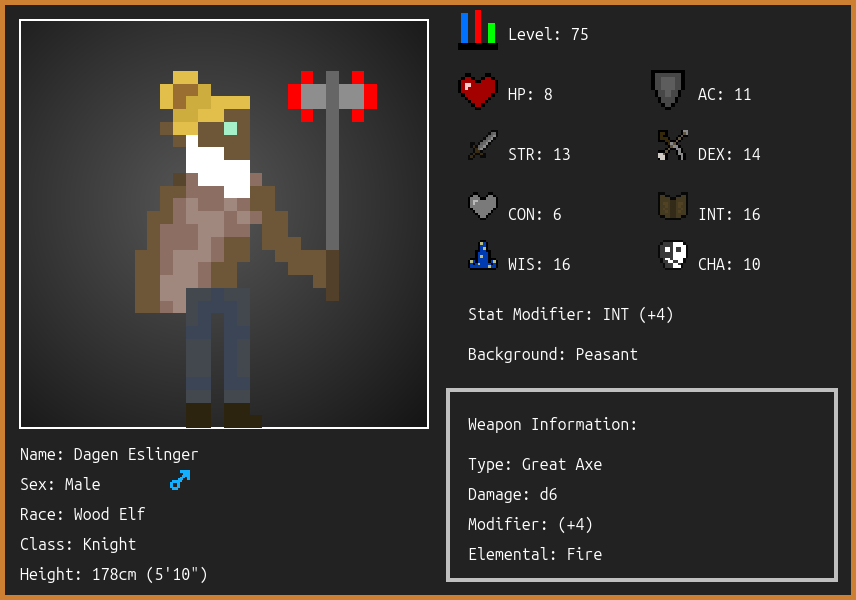 Level: 75
HP: 8
AC: 11
STR: 13
DEX: 14
CON: 6
INT: 16
WIS: 16
CHA: 10
Stat Modifier: INT (+4)
Background: Peasant
Weapon Information:
Type: Great Axe
Damage: d6
Modifier: (+4)
Elemental: Fire
Name: Dagen Eslinger
Sex: Male
Race: Wood Elf
Class: Knight
Height: 178cm (5'10")